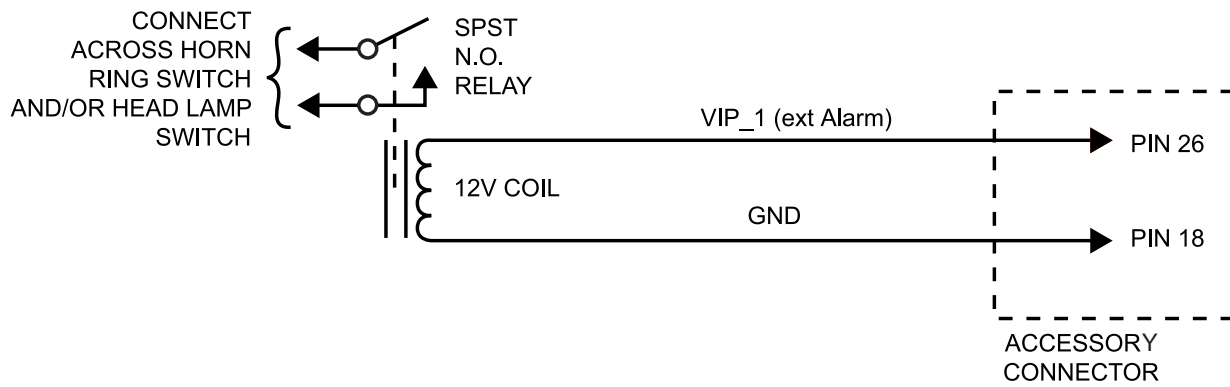 CONNECT
ACROSS HORN
RING SWITCH
AND/OR HEAD LAMP
SWITCH
SPST
N.O.
RELAY
VIP_1 (ext Alarm)
PIN 26
12V COIL
GND
PIN 18
ACCESSORY
CONNECTOR